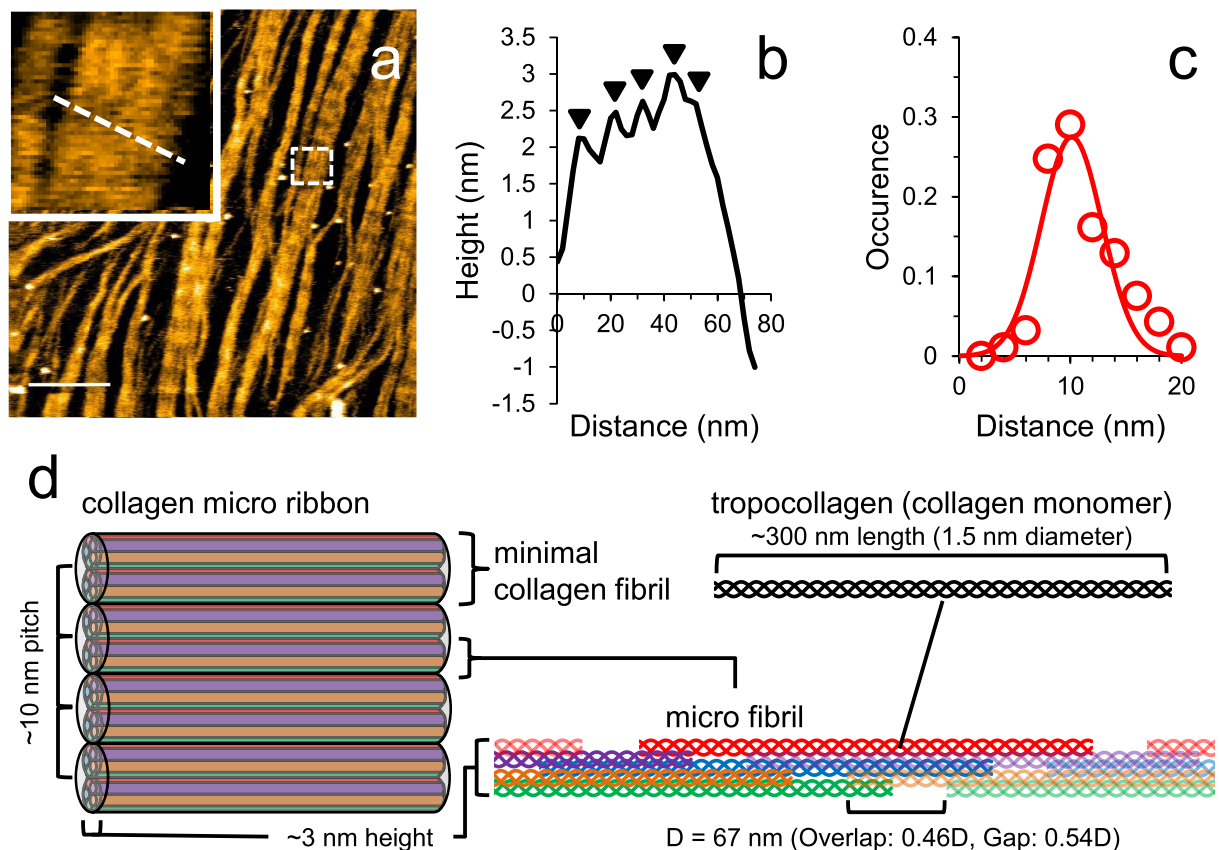 a
b
3.5
3
2.5
2
1.5
1
0.5
0
-0.5
-1
-1.5
Height (nm)
0
20
40
60
80
Distance (nm)
c
0.4
0.3
0.2
0.1
0
Occurence
0
10
20
Distance (nm)
d
collagen micro ribbon
minimal
collagen fibril
~10 nm pitch
~3 nm height
tropocollagen (collagen monomer)
~300 nm length (1.5 nm diameter)
micro fibril
D = 67 nm (Overlap: 0.46D, Gap: 0.54D)